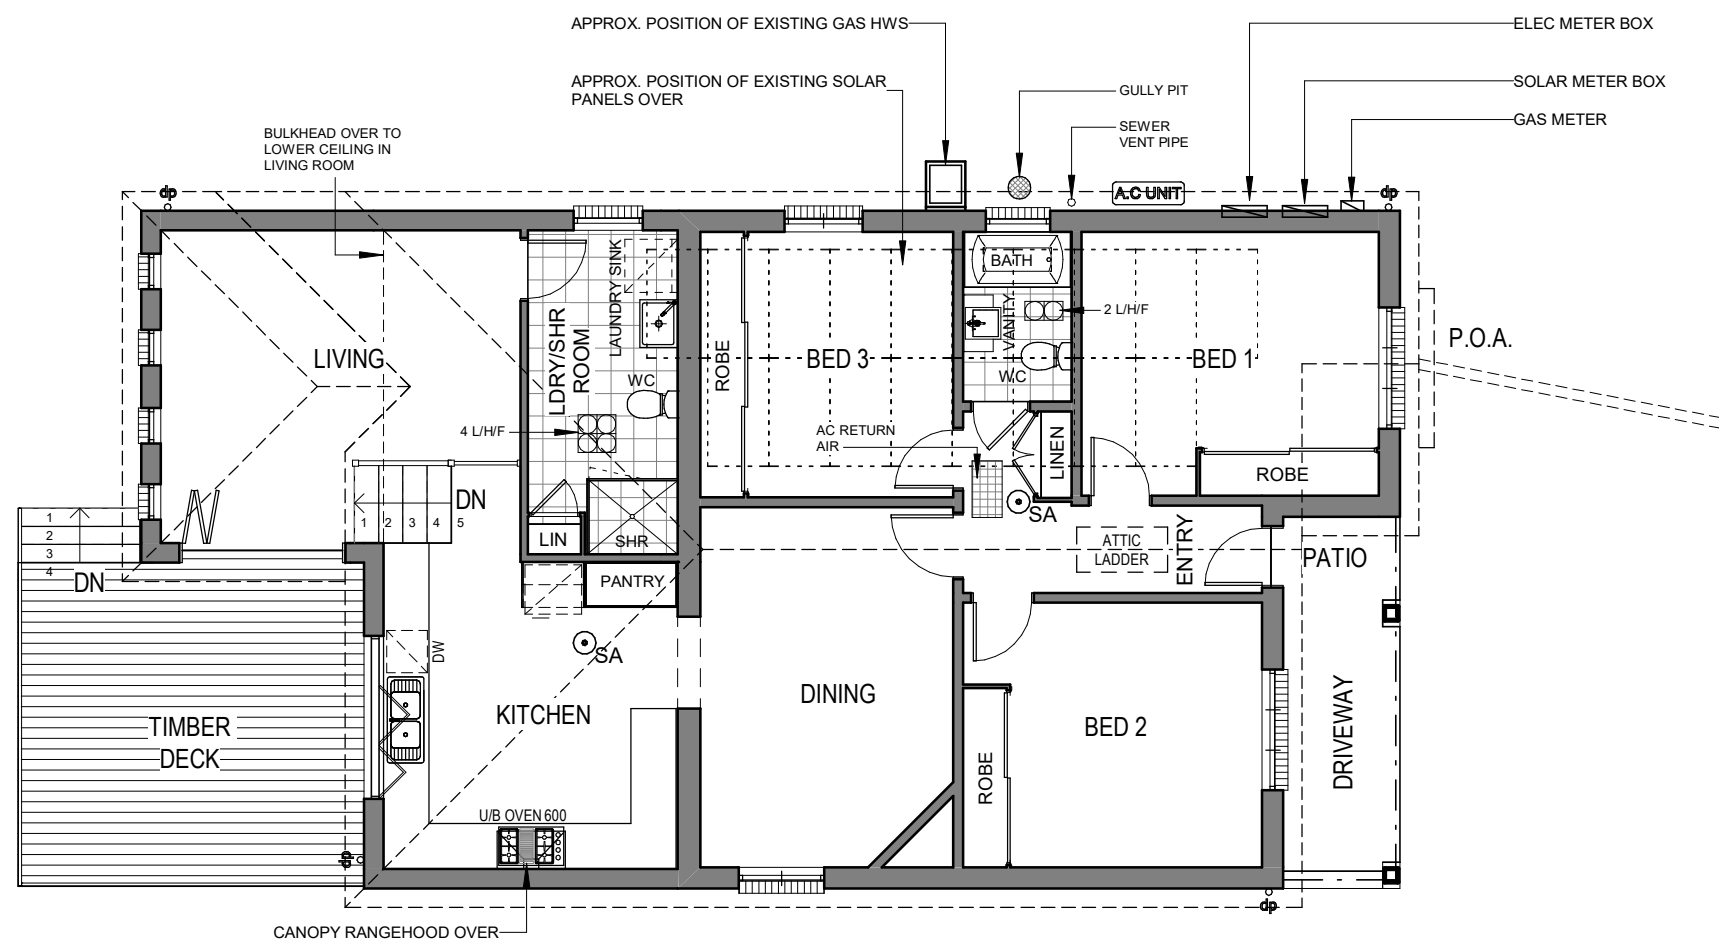 APPROX. POSITION OF EXISTING GAS HWS
ELEC METER BOX
APPROX. POSITION OF EXISTING SOLAR
PANELS OVER
SOLAR METER BOX
GULLY PIT
GAS METER
SEWER
VENT PIPE
BULKHEAD OVER TO
LOWER CEILING IN
LIVING ROOM
dp
A.C UNIT
dp
LIVING
LDRY/SHR
ROOM
LAUNDRY SINK
WC
4 L/H/F
ROBE
BED 3
BATH
VANITY
2 L/H/F
WC
BED 1
P.O.A.
AC RETURN
AIR
LINEN
ROBE
DN
1 2 3 4 5
LIN
SHR
SA
ATTIC
LADDER
ENTRY
PATIO
1
2
3
4
DN
PANTRY
DW
SA
KITCHEN
DINING
BED 2
ROBE
DRIVEWAY
TIMBER
DECK
U/B OVEN 600
dp
dp
CANOPY RANGEHOOD OVER